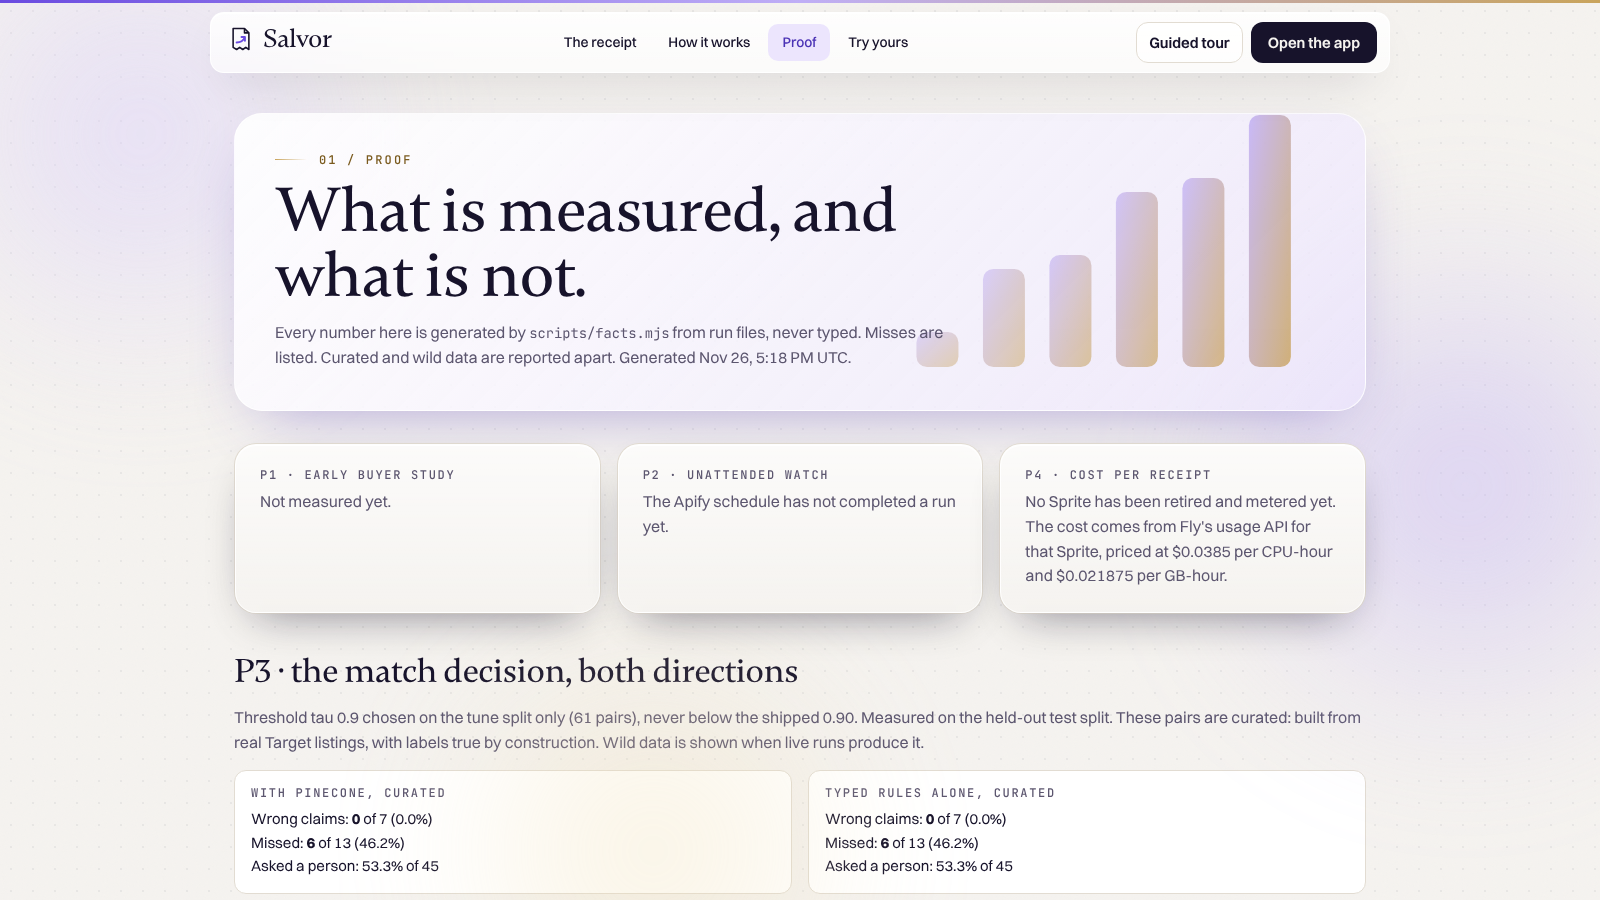 Salvor
The receipt
How it works
Proof
Try yours
Guided tour
Open the app
01 / PROOF
What is measured, and
what is not.
Every number here is generated by scripts/facts.mjs from run files, never typed. Misses are
listed. Curated and wild data are reported apart. Generated Nov 26, 5:18 PM UTC.
P1 · EARLY BUYER STUDY
Not measured yet.
P2 · UNATTENDED WATCH
The Apify schedule has not completed a run
yet.
P4 · COST PER RECEIPT
No Sprite has been retired and metered yet.
The cost comes from Fly's usage API for
that Sprite, priced at $0.0385 per CPU-hour
and $0.021875 per GB-hour.
P3 · the match decision, both directions
Threshold tau 0.9 chosen on the tune split only (61 pairs), never below the shipped 0.90. Measured on the held-out test split. These pairs are curated: built from
real Target listings, with labels true by construction. Wild data is shown when live runs produce it.
WITH PINECONE, CURATED
Wrong claims: 0 of 7 (0.0%)
Missed: 6 of 13 (46.2%)
Asked a person: 53.3% of 45
TYPED RULES ALONE, CURATED
Wrong claims: 0 of 7 (0.0%)
Missed: 6 of 13 (46.2%)
Asked a person: 53.3% of 45